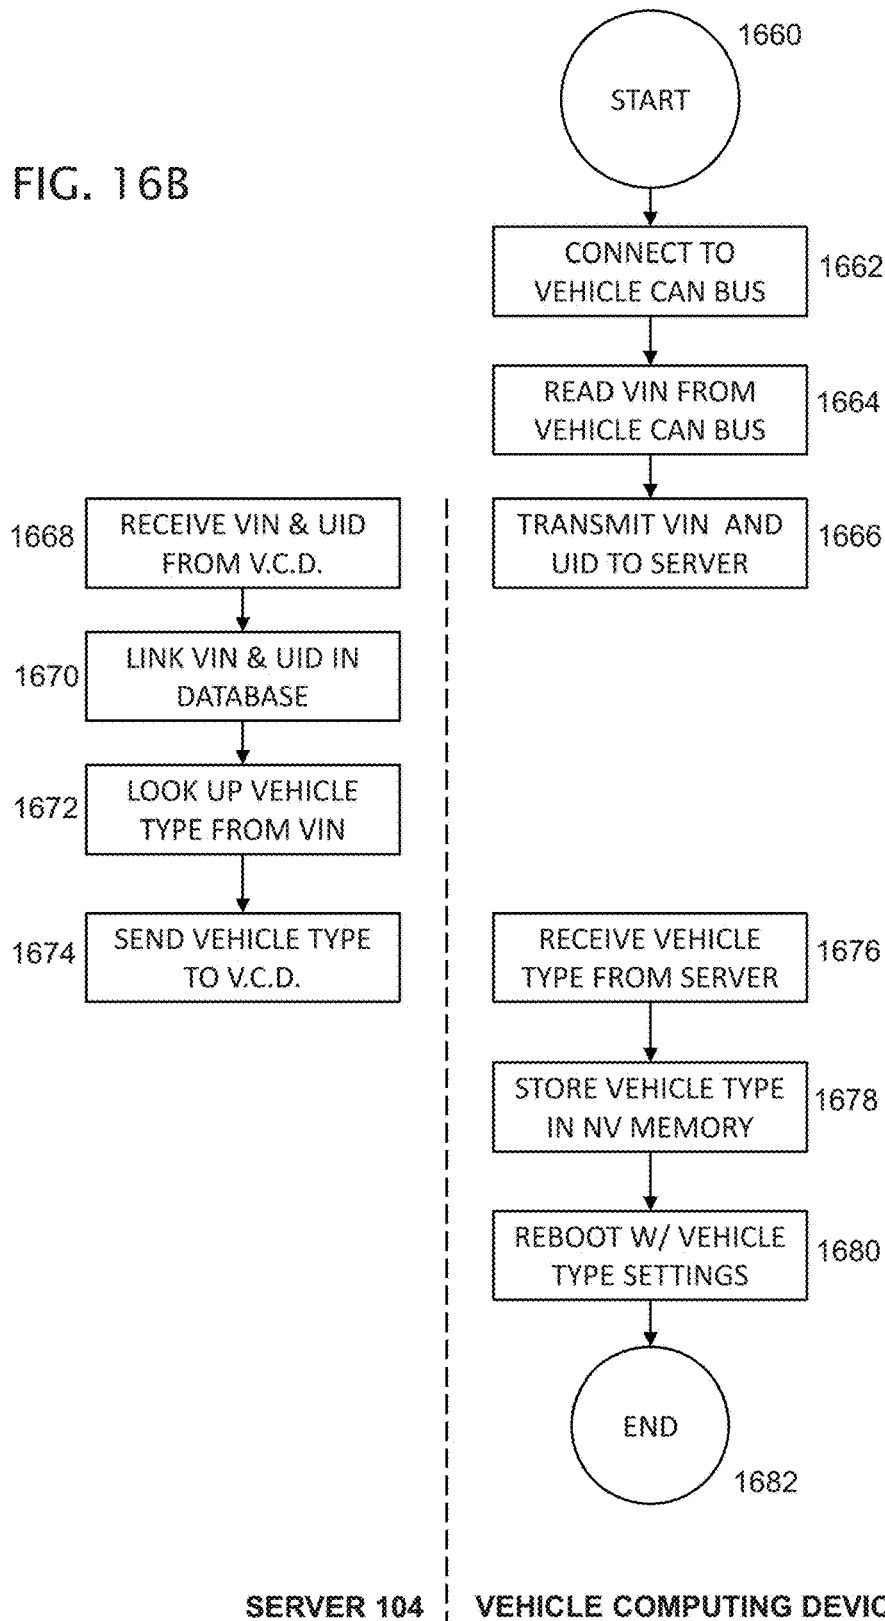 1660
START
FIG. 16B
CONNECT TO
VEHICLE CAN BUS
1662
READ VIN FROM
VEHICLE CAN BUS
1664
1668
RECEIVE VIN & UID
FROM V.C.D.
TRANSMIT VIN AND
UID TO SERVER
1666
1670
LINK VIN & UID IN
DATABASE
1672
LOOK UP VEHICLE
TYPE FROM VIN
1674
SEND VEHICLE TYPE
TO V.C.D.
RECEIVE VEHICLE
TYPE FROM SERVER
1676
STORE VEHICLE TYPE
IN NV MEMORY
1678
REBOOT W/ VEHICLE
TYPE SETTINGS
1680
END
1682
SERVER 104
VEHICLE COMPUTING DEVIC